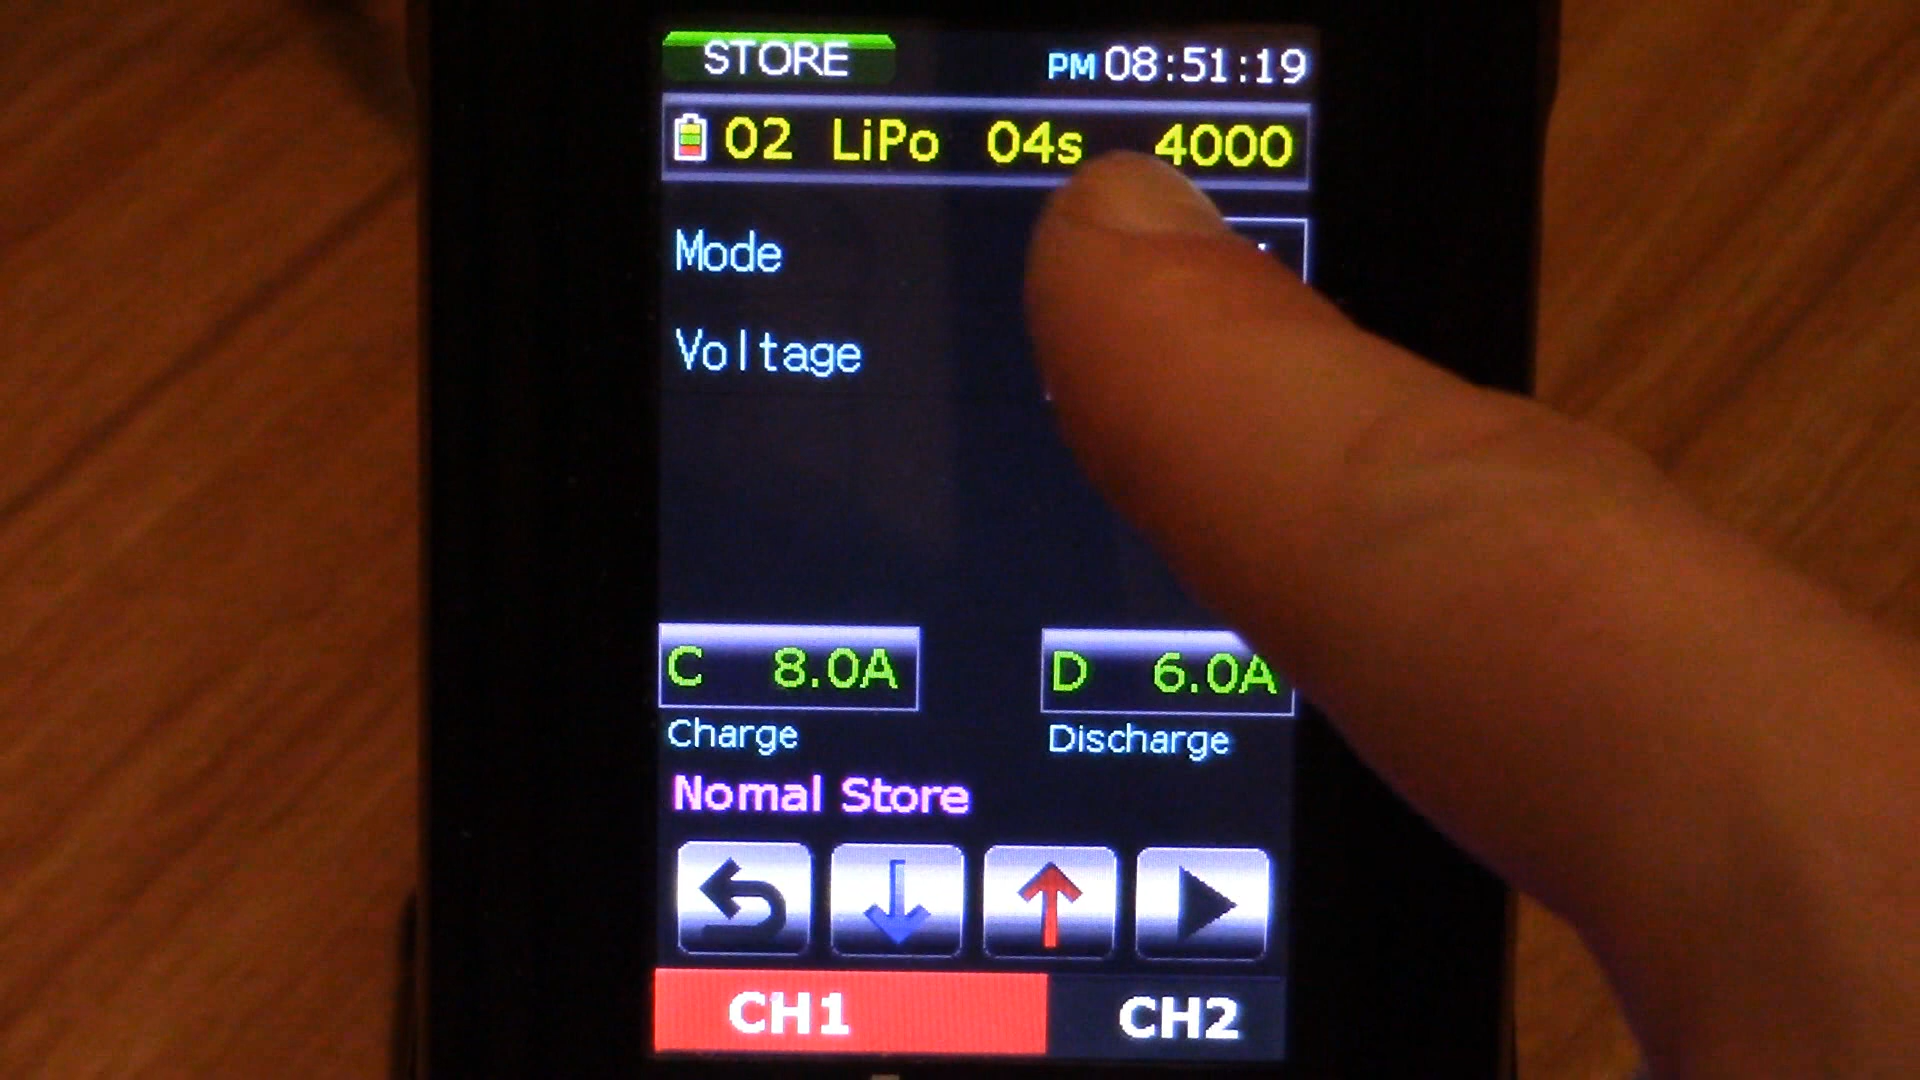 STORE PM 08:51:19
02 LiPo 04s 4000
Mode
Voltage
C 8.0A D 6.0A
Charge Discharge
Nomal Store
CH1 CH2